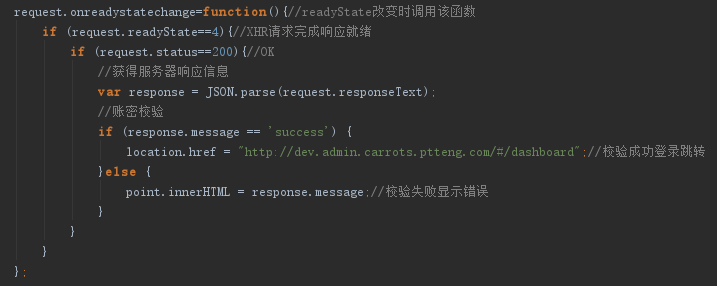 request.onreadystatechange=function(){//readyState改变时调用该函数
if (request.readyState==4){//XHR请求完成响应就绪
if (request.status==200){//OK
//获得服务器响应信息
var response = JSON.parse(request.responseText);
//账密校验
if (response.message == 'success') {
location.href = "http://dev.admin.carrots.ptteng.com/#/dashboard";//校验成功登录跳转
}else {
point.innerHTML = response.message;//校验失败显示错误
}
}
}
};